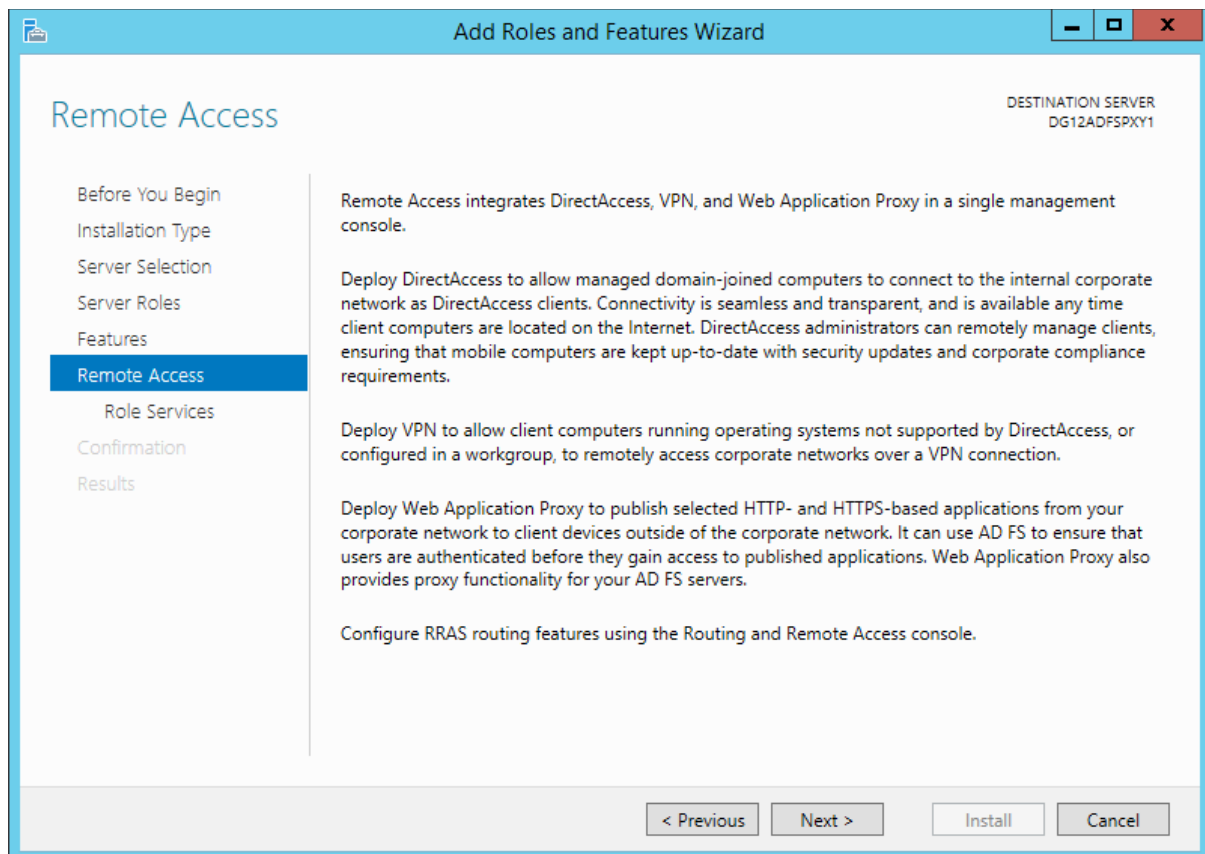 Add Roles and Features Wizard
Remote Access
DESTINATION SERVER
DG12ADFSPXY1
Before You Begin
Installation Type
Server Selection
Server Roles
Features
Remote Access
Role Services
Confirmation
Results
Remote Access integrates DirectAccess, VPN, and Web Application Proxy in a single management
console.
Deploy DirectAccess to allow managed domain-joined computers to connect to the internal corporate
network as DirectAccess clients. Connectivity is seamless and transparent, and is available any time
client computers are located on the Internet. DirectAccess administrators can remotely manage clients,
ensuring that mobile computers are kept up-to-date with security updates and corporate compliance
requirements.
Deploy VPN to allow client computers running operating systems not supported by DirectAccess, or
configured in a workgroup, to remotely access corporate networks over a VPN connection.
Deploy Web Application Proxy to publish selected HTTP- and HTTPS-based applications from your
corporate network to client devices outside of the corporate network. It can use AD FS to ensure that
users are authenticated before they gain access to published applications. Web Application Proxy also
provides proxy functionality for your AD FS servers.
Configure RRAS routing features using the Routing and Remote Access console.
< Previous
Next >
Install
Cancel